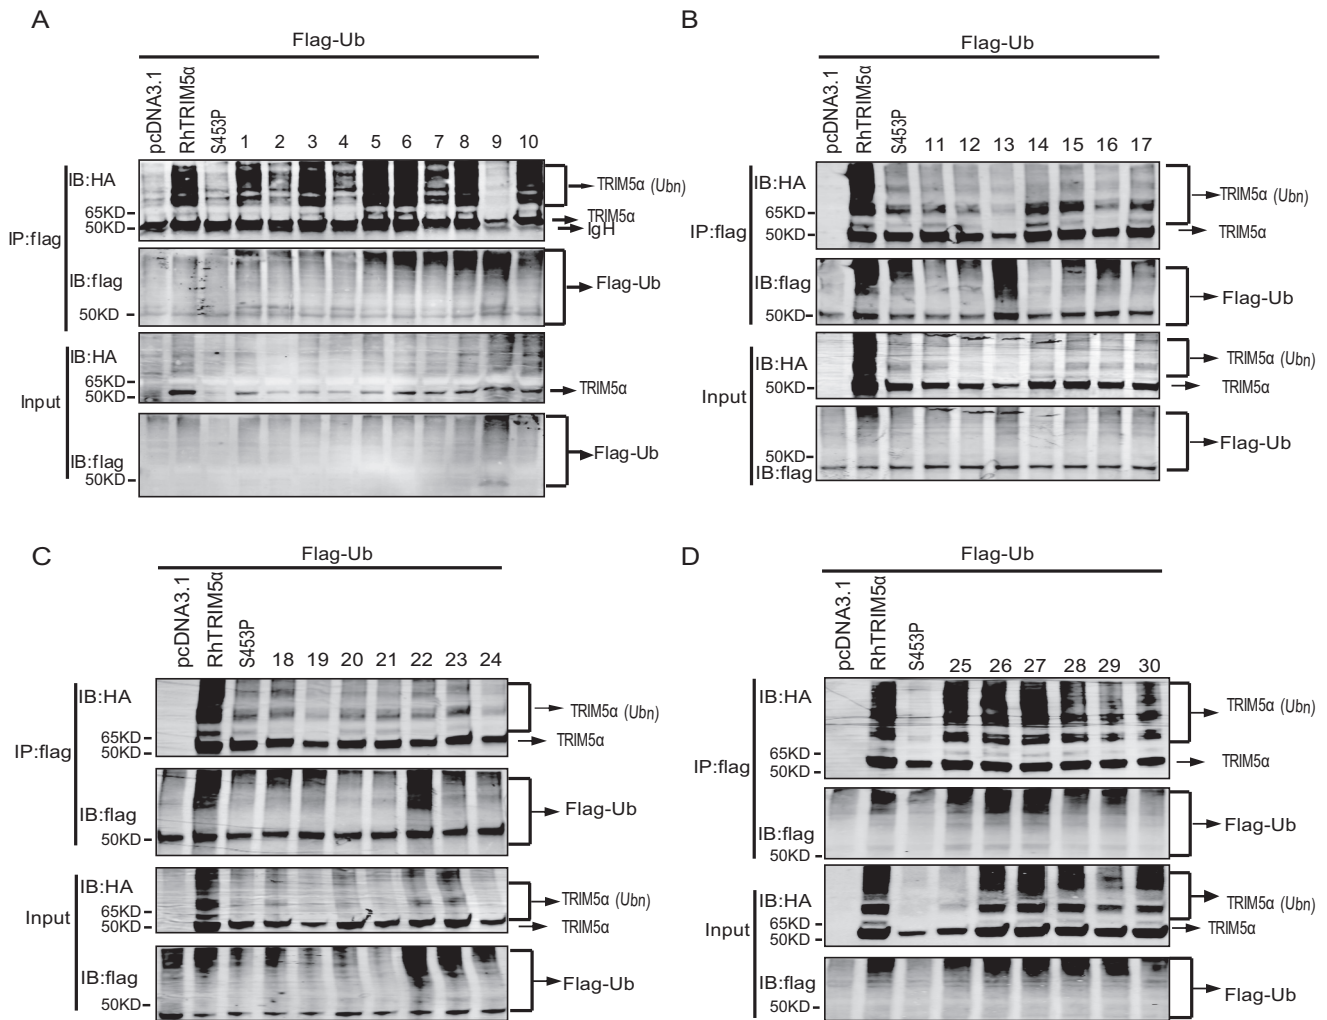 A
Flag-Ub
pcDNA3.1
RhTRIM5α
S453P
1 2 3 4 5 6 7 8 9 10
IP:flag
IB:HA
65KD
50KD
TRIM5α (Ubn)
TRIM5α
IgH
IB:flag
50KD
Flag-Ub
Input
IB:HA
65KD
50KD
TRIM5α
IB:flag
50KD
Flag-Ub
B
Flag-Ub
pcDNA3.1
RhTRIM5α
S453P
11 12 13 14 15 16 17
IP:flag
IB:HA
65KD
50KD
TRIM5α (Ubn)
TRIM5α
IB:flag
50KD
Flag-Ub
Input
IB:HA
50KD
TRIM5α (Ubn)
TRIM5α
50KD
IB:flag
Flag-Ub
C
Flag-Ub
pcDNA3.1
RhTRIM5α
S453P
18 19 20 21 22 23 24
IP:flag
IB:HA
65KD
50KD
TRIM5α (Ubn)
TRIM5α
IB:flag
50KD
Flag-Ub
Input
IB:HA
65KD
50KD
TRIM5α (Ubn)
TRIM5α
IB:flag
50KD
Flag-Ub
D
Flag-Ub
pcDNA3.1
RhTRIM5α
S453P
25 26 27 28 29 30
IP:flag
IB:HA
65KD
50KD
TRIM5α (Ubn)
TRIM5α
IB:flag
50KD
Flag-Ub
Input
IB:HA
65KD
50KD
TRIM5α (Ubn)
TRIM5α
IB:flag
50KD
Flag-Ub